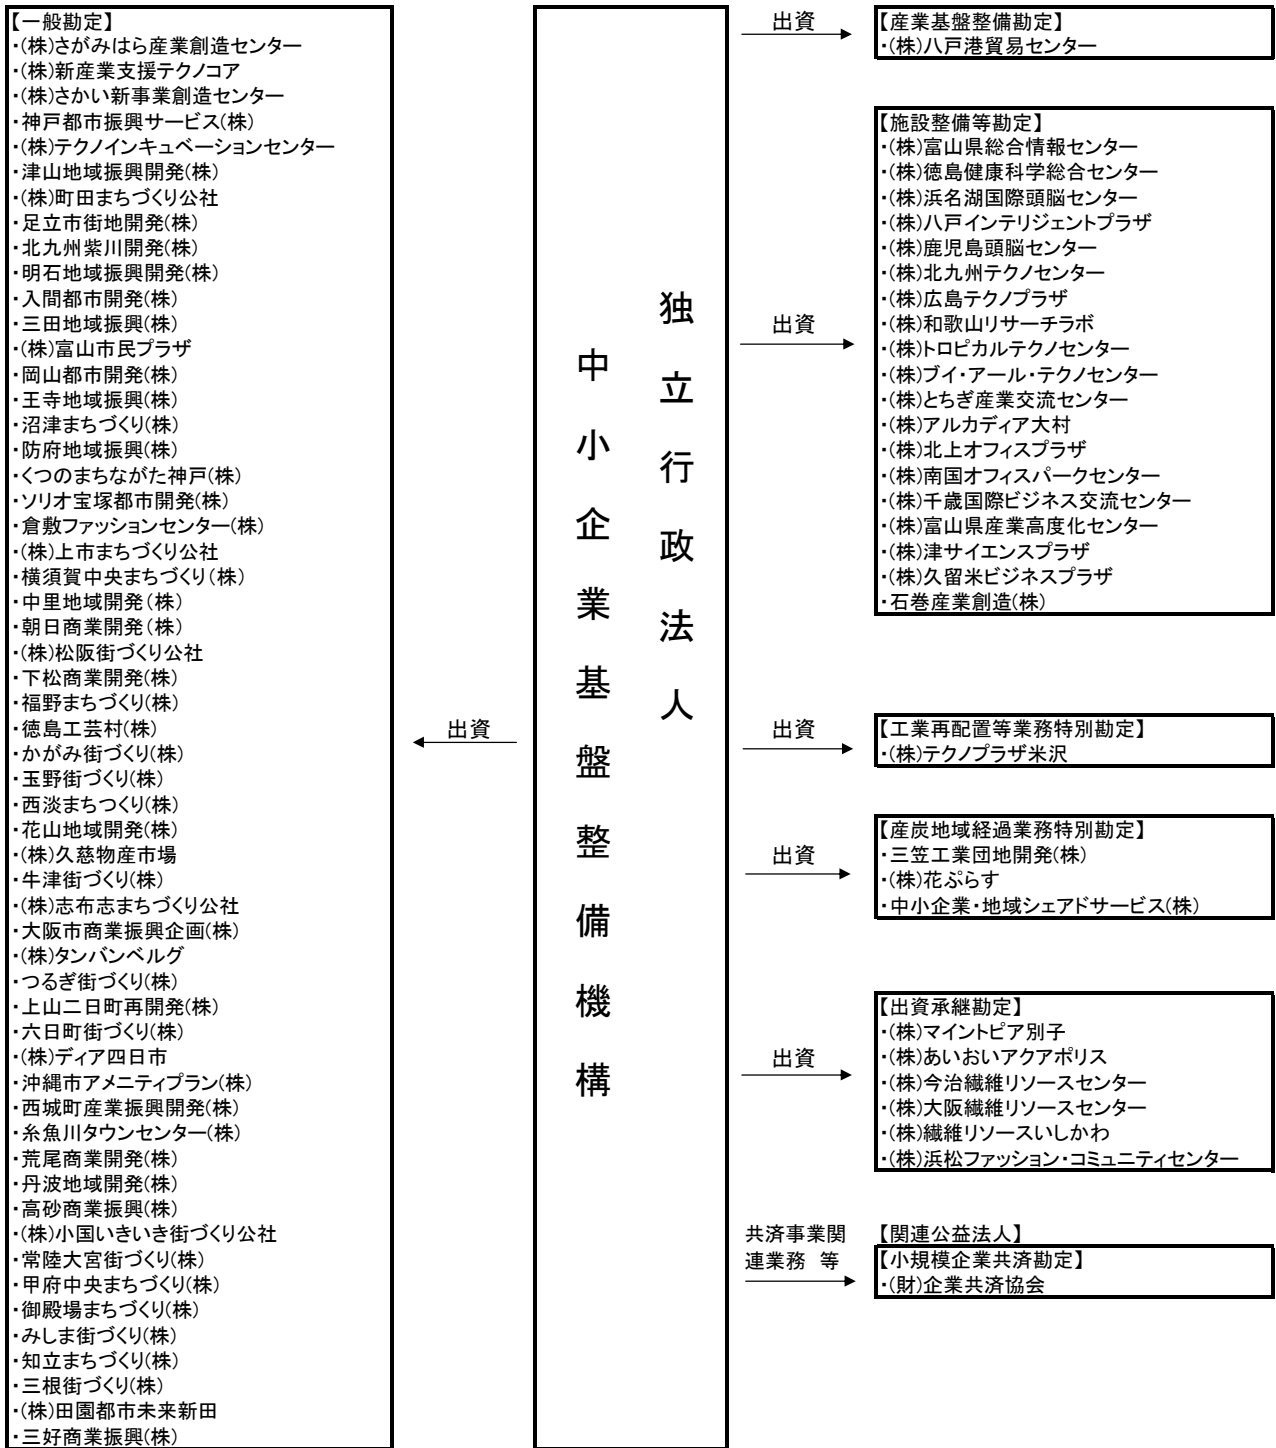 【一般勘定】
・(株)さがみはら産業創造センター
・(株)新産業支援テクノコア
・(株)さかい新事業創造センター
・神戸都市振興サービス(株)
・(株)テクノインキュベーションセンター
・津山地域振興開発(株)
・(株)町田まちづくり公社
・足立市街地開発(株)
・北九州紫川開発(株)
・明石地域振興開発(株)
・入間都市開発(株)
・三田地域振興(株)
・(株)富山市民プラザ
・岡山都市開発(株)
・王寺地域振興(株)
・沼津まちづくり(株)
・防府地域振興(株)
・くつのまちながた神戸(株)
・ソリオ宝塚都市開発(株)
・倉敷ファッションセンター(株)
・(株)上市まちづくり公社
・横須賀中央まちづくり(株)
・中里地域開発(株)
・朝日商業開発(株)
・(株)松阪街づくり公社
・下松商業開発(株)
・福野まちづくり(株)
・徳島工芸村(株)
・かがみ街づくり(株)
・玉野街づくり(株)
・西淡まちつくり(株)
・花山地域開発(株)
・(株)久慈物産市場
・牛津街づくり(株)
・(株)志布志まちづくり公社
・大阪市商業振興企画(株)
・(株)タンバンベルグ
・つるぎ街づくり(株)
・上山二日町再開発(株)
・六日町街づくり(株)
・(株)ディア四日市
・沖縄市アメニティプラン(株)
・西城町産業振興開発(株)
・糸魚川タウンセンター(株)
・荒尾商業開発(株)
・丹波地域開発(株)
・高砂商業振興(株)
・(株)小国いきいき街づくり公社
・常陸大宮街づくり(株)
・甲府中央まちづくり(株)
・御殿場まちづくり(株)
・みしま街づくり(株)
・知立まちづくり(株)
・三根街づくり(株)
・(株)田園都市未来新田
・三好商業振興(株)
出資
独立行政法人
中小企業基盤整備機構
出資
【産業基盤整備勘定】
・(株)八戸港貿易センター
出資
【施設整備等勘定】
・(株)富山県総合情報センター
・(株)徳島健康科学総合センター
・(株)浜名湖国際頭脳センター
・(株)八戸インテリジェントプラザ
・(株)鹿児島頭脳センター
・(株)北九州テクノセンター
・(株)広島テクノプラザ
・(株)和歌山リサーチラボ
・(株)トロピカルテクノセンター
・(株)ブイ・アール・テクノセンター
・(株)とちぎ産業交流センター
・(株)アルカディア大村
・(株)北上オフィスプラザ
・(株)南国オフィスパークセンター
・(株)千歳国際ビジネス交流センター
・(株)富山県産業高度化センター
・(株)津サイエンスプラザ
・(株)久留米ビジネスプラザ
・石巻産業創造(株)
出資
【工業再配置等業務特別勘定】
・(株)テクノプラザ米沢
出資
【産炭地域経過業務特別勘定】
・三笠工業団地開発(株)
・(株)花ぷらす
・中小企業・地域シェアドサービス(株)
出資
【出資承継勘定】
・(株)マイントピア別子
・(株)あいおいアクアポリス
・(株)今治繊維リソースセンター
・(株)大阪繊維リソースセンター
・(株)繊維リソースいしかわ
・(株)浜松ファッション・コミュニティセンター
共済事業関
連業務 等
【関連公益法人】
【小規模企業共済勘定】
・(財)企業共済協会